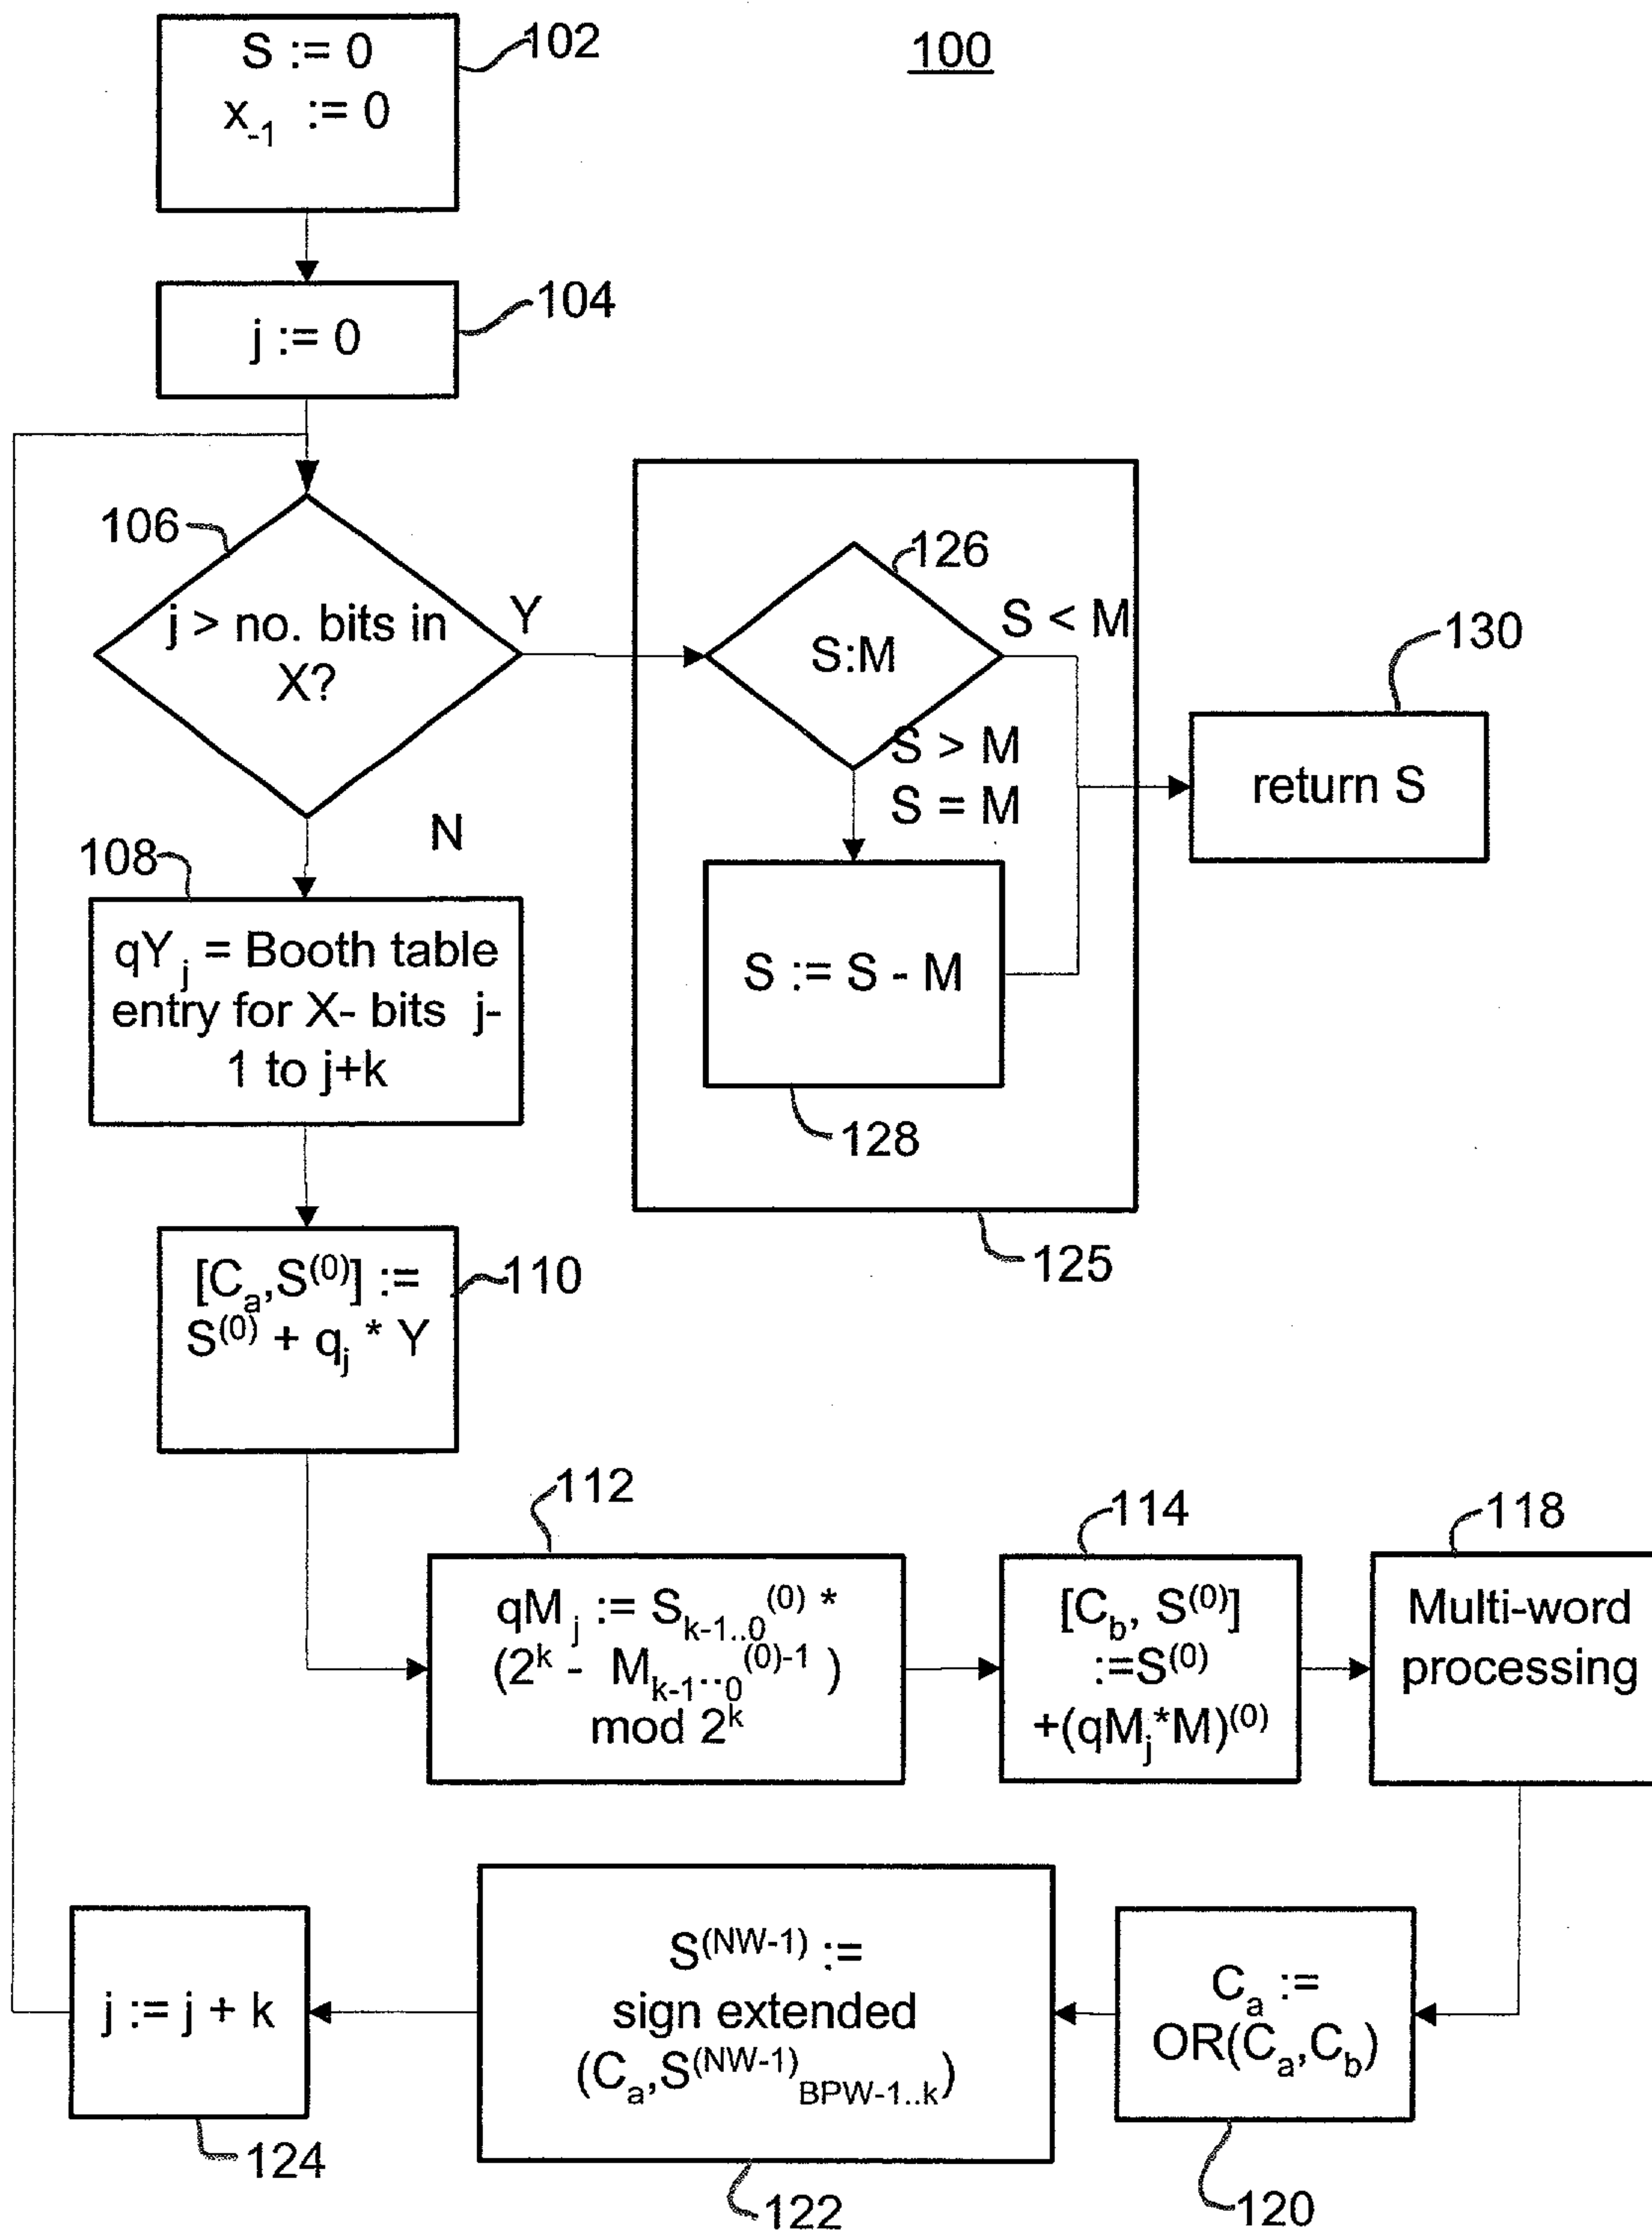 100
S := 0
x-1 := 0
102
j := 0
104
106
j > no. bits in
X?
Y
N
126
S:M
S < M
S > M
S = M
S := S - M
128
125
130
return S
108
qY j = Booth table
entry for X- bits j-
1 to j+k
[Ca,S(0)] :=
S(0) + qj * Y
110
112
qM j := Sk-1..0(0) *
(2k - Mk-1..0(0)-1 )
mod 2k
114
[Cb, S(0)]
:=S(0)
+(qMj*M)(0)
118
Multi-word
processing
Ca :=
OR(Ca,Cb)
120
S(NW-1) :=
sign extended
(Ca,S(NW-1)BPW-1..k)
122
j := j + k
124